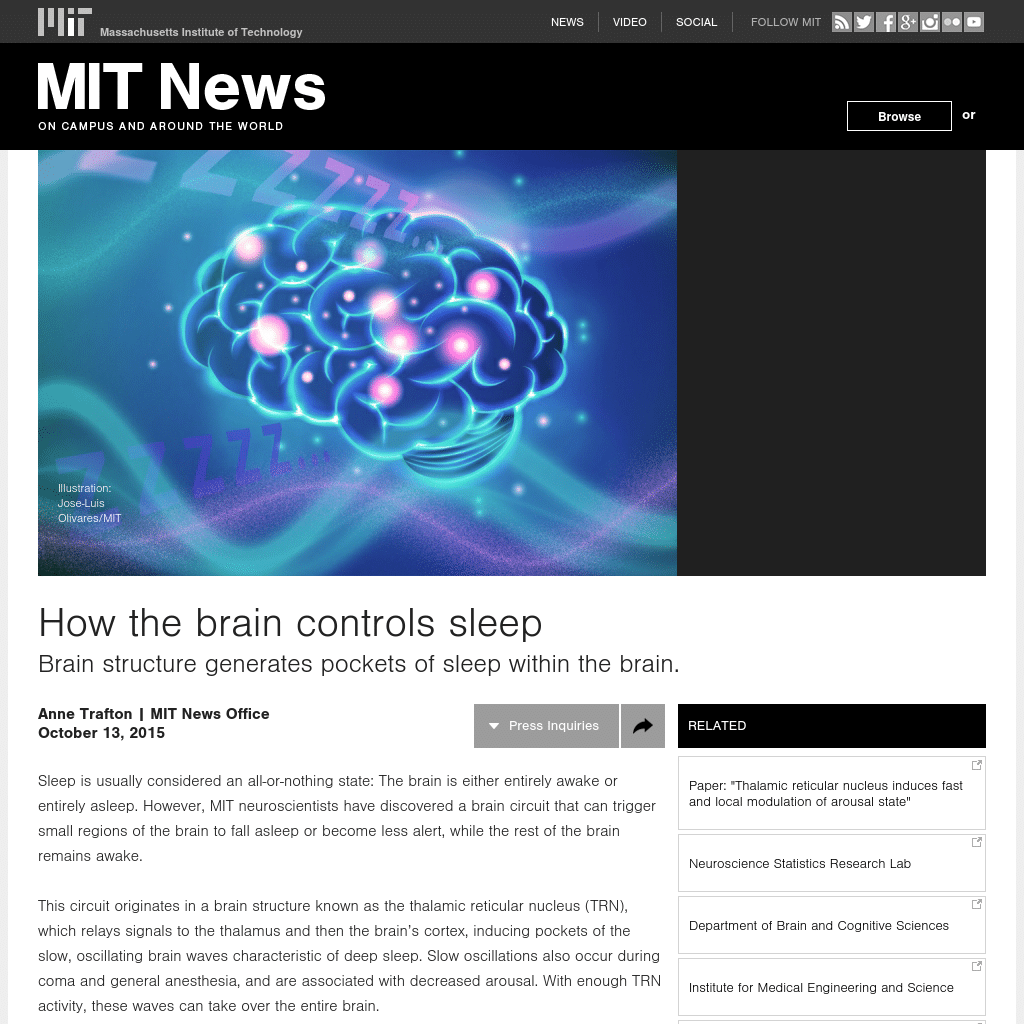 MIT
Massachusetts Institute of Technology
NEWS
VIDEO
SOCIAL
FOLLOW MIT
MIT News
ON CAMPUS AND AROUND THE WORLD
Browse
or
ZZZZZ...
ZZZZZ...
Illustration:
Jose-Luis
Olivares/MIT
How the brain controls sleep
Brain structure generates pockets of sleep within the brain.
Anne Trafton | MIT News Office
October 13, 2015
Press Inquiries
Sleep is usually considered an all-or-nothing state: The brain is either entirely awake or
entirely asleep. However, MIT neuroscientists have discovered a brain circuit that can trigger
small regions of the brain to fall asleep or become less alert, while the rest of the brain
remains awake.
This circuit originates in a brain structure known as the thalamic reticular nucleus (TRN),
which relays signals to the thalamus and then the brain’s cortex, inducing pockets of the
slow, oscillating brain waves characteristic of deep sleep. Slow oscillations also occur during
coma and general anesthesia, and are associated with decreased arousal. With enough TRN
activity, these waves can take over the entire brain.
RELATED
Paper: "Thalamic reticular nucleus induces fast
and local modulation of arousal state"
Neuroscience Statistics Research Lab
Department of Brain and Cognitive Sciences
Institute for Medical Engineering and Science